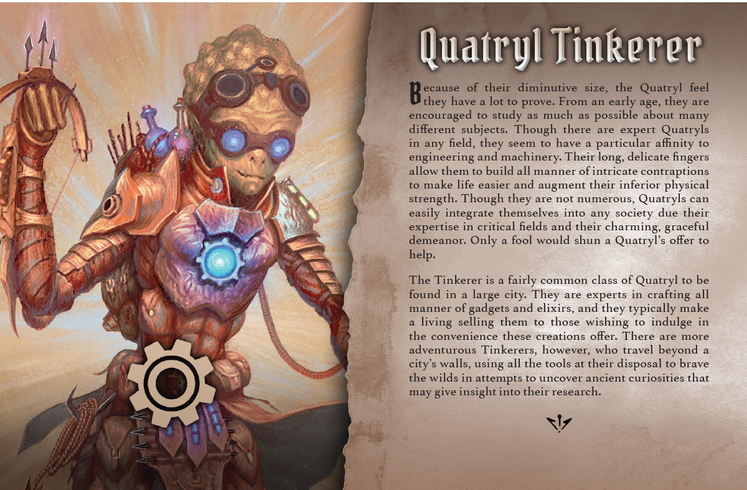 Quatryl Tinkerer
Because of their diminutive size, the Quatryl feel
they have a lot to prove. From an early age, they are
encouraged to study as much as possible about many
different subjects. Though there are expert Quatryls
in any field, they seem to have a particular affinity to
engineering and machinery. Their long, delicate fingers
allow them to build all manner of intricate contraptions
to make life easier and augment their inferior physical
strength. Though they are not numerous, Quatryls can
easily integrate themselves into any society due their
expertise in critical fields and their charming, graceful
demeanor. Only a fool would shun a Quatryl's offer to
help.
The Tinkerer is a fairly common class of Quatryl to be
found in a large city. They are experts in crafting all
manner of gadgets and elixirs, and they typically make
a living selling them to those wishing to indulge in
the convenience these creations offer. There are more
adventurous Tinkerers, however, who travel beyond a
city's walls, using all the tools at their disposal to brave
the wilds in attempts to uncover ancient curiosities that
may give insight into their research.